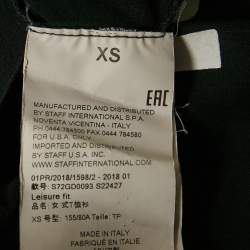 XS
MANUFACTURED AND DISTRIBUTED
BY STAFF INTERNATIONAL S.P.A.
NOVENTA VICENTINA - ITALY
PH 0444 784500 FAX 0444 784580
FOR U.S.A. ONLY
IMPORTED AND DISTRIBUTED
BY STAFF U.S.A. INC.
WWW.STAFFINTERNATIONAL.COM
EAC
01PR/2018/1598/2 - 2018 01
款号: S72GD0093 S22427
Leisure fit
品名: 女式T恤衫
XS 号型: 155/80A Taille: TP
MADE IN ITALY
FABRIQUÉ EN ITALIE